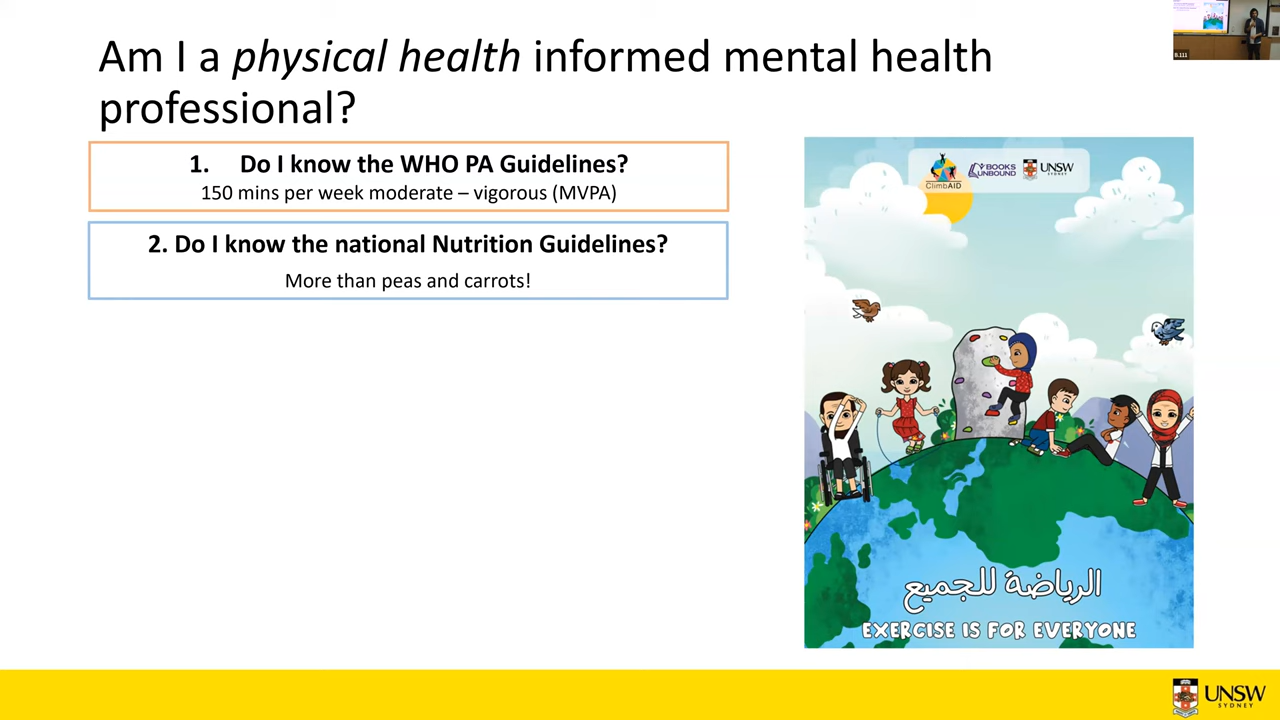 Am I a physical health informed mental health
professional?
1. Do I know the WHO PA Guidelines?
150 mins per week moderate – vigorous (MVPA)
2. Do I know the national Nutrition Guidelines?
More than peas and carrots!
ClimbAID
BOOKS
UNBOUND
UNSW
SYDNEY
الرياضة للجميع
EXERCISE IS FOR EVERYONE
UNSW
SYDNEY